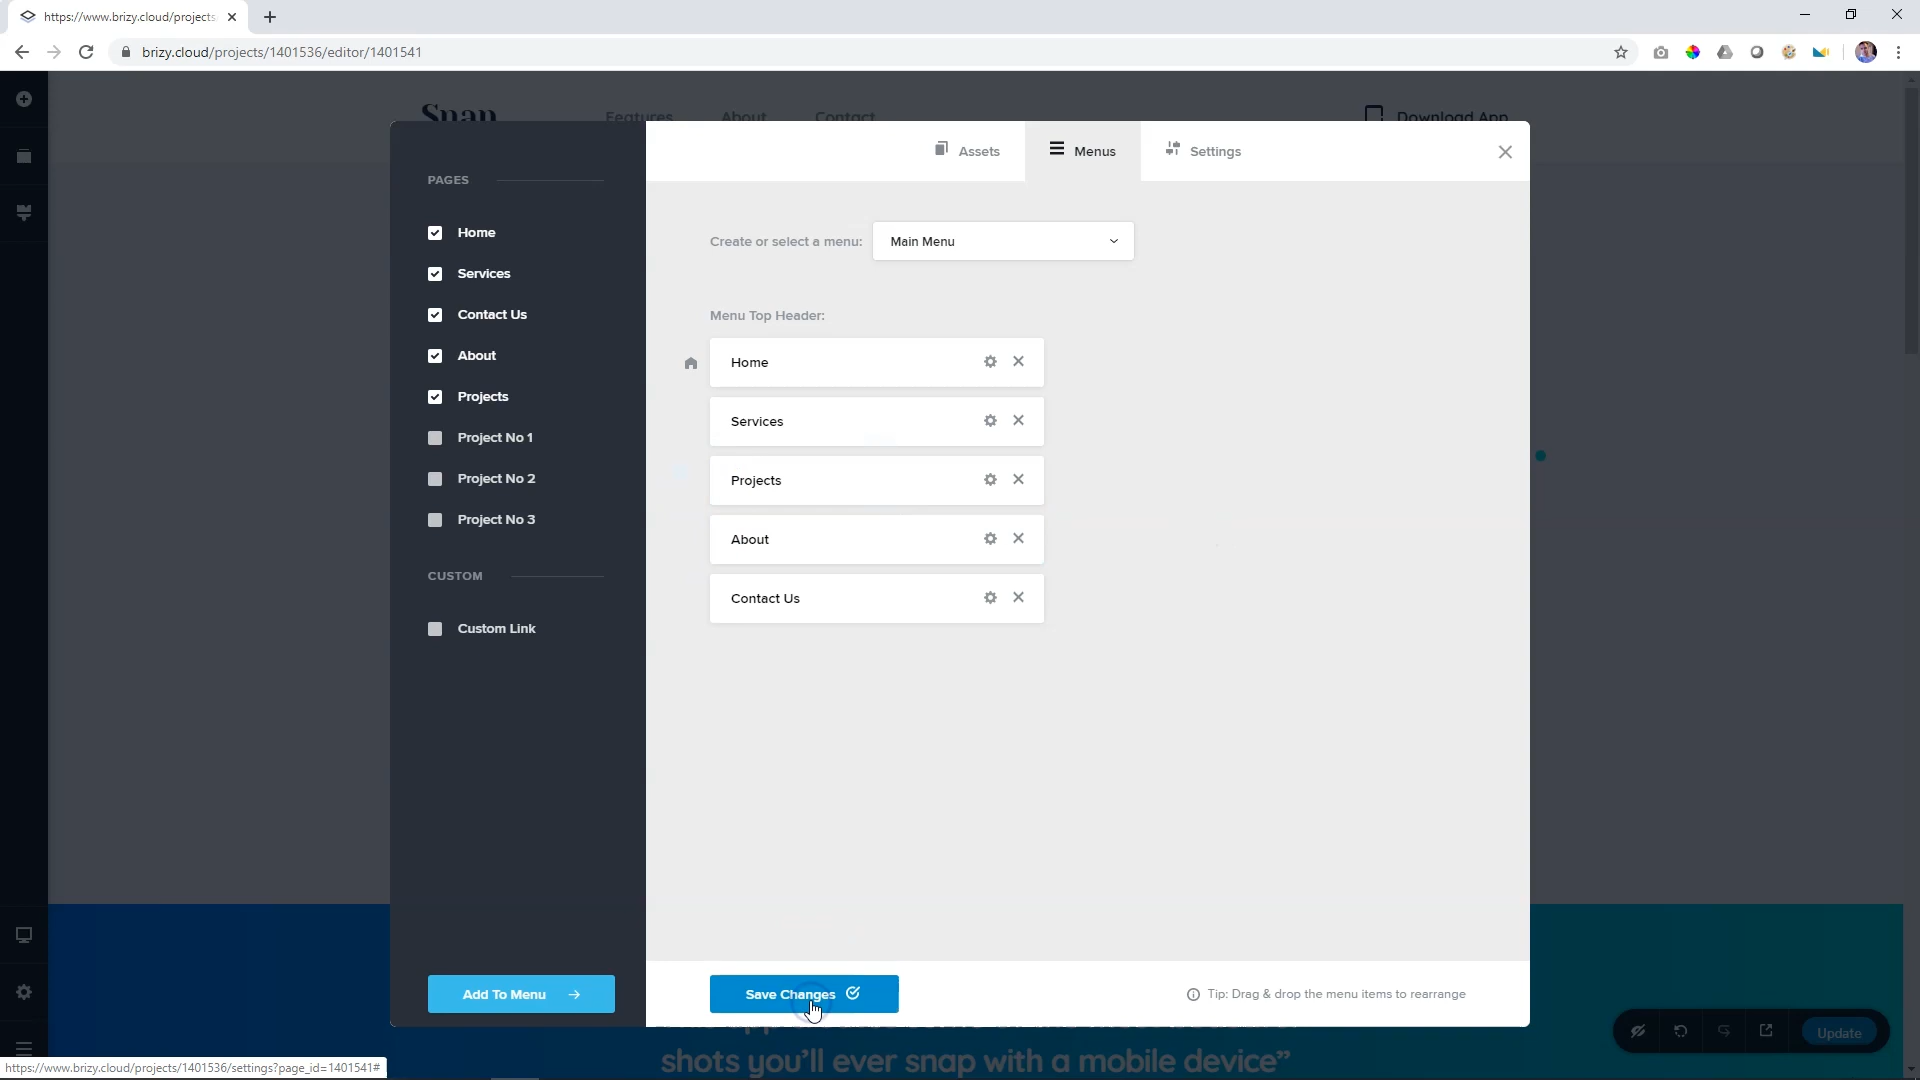 https://www.brizy.cloud/projects
brizy.cloud/projects/1401536/editor/1401541
Snap
Features
About
Contact
Download App
Assets
Menus
Settings
PAGES
Home
Services
Contact Us
About
Projects
Project No 1
Project No 2
Project No 3
CUSTOM
Custom Link
Add To Menu
Create or select a menu:
Main Menu
Menu Top Header:
Home
Services
Projects
About
Contact Us
Save Changes
Tip: Drag & drop the menu items to rearrange
shots you'll ever snap with a mobile device”
Update
https://www.brizy.cloud/projects/1401536/settings?page_id=1401541#